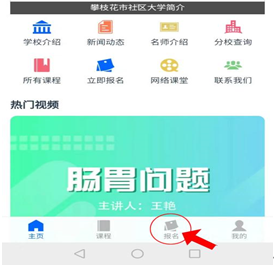 攀枝花市社区大学简介
学校介绍 新闻动态 名师介绍 分校查询
所有课程 立即报名 网络课堂 联系我们
热门视频
肠胃问题
主讲人：王艳
主页 课程 报名 我的